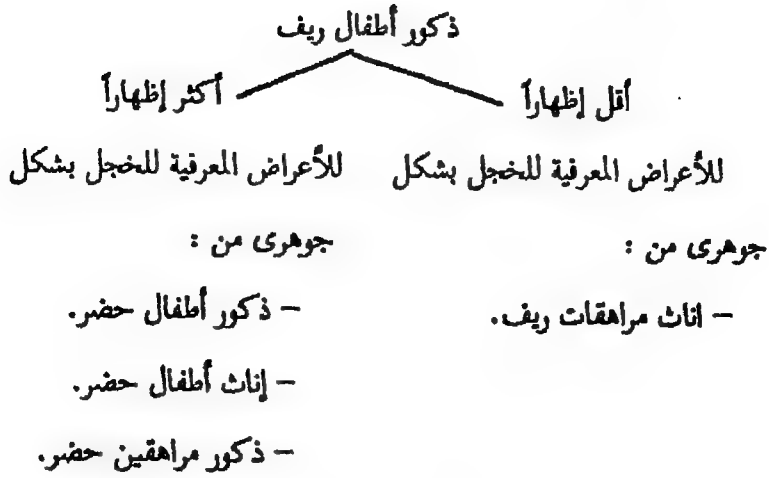 ذكور أطفال ريف
أقل إظهاراً
للأعراض المعرفية للخجل بشكل
جوهرى من :
– اناث مراهقات ريف.
أكثر إظهاراً
للأعراض المعرفية للخجل بشكل
جوهرى من :
– ذكور أطفال حضر.
– إناث أطفال حضر.
– ذكور مراهقين حضر.